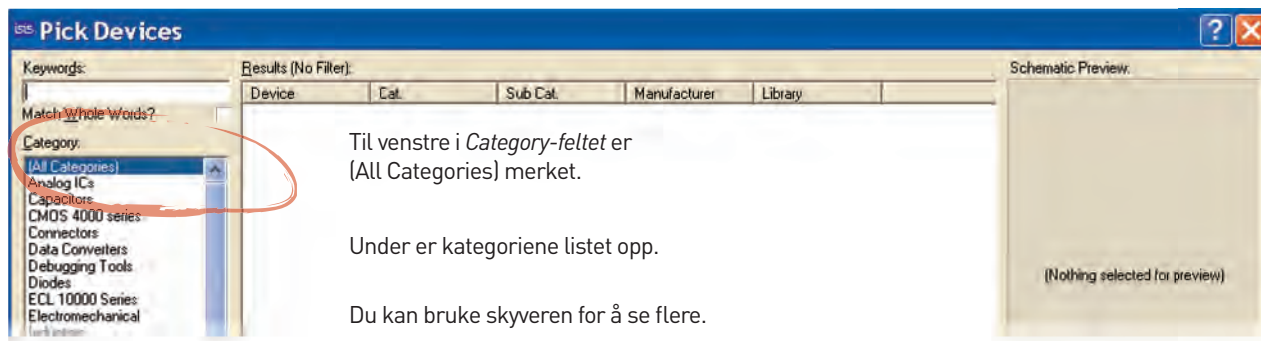 isis Pick Devices
Keywords:
Results (No Filter):
Schematic Preview:
Device Cat. Sub Cat. Manufacturer Library
Match Whole Words?
Category:
(All Categories)
Analog ICs
Capacitors
CMOS 4000 series
Connectors
Data Converters
Debugging Tools
Diodes
ECL 10000 Series
Electromechanical
Til venstre i Category-feltet er
(All Categories) merket.
Under er kategoriene listet opp.
Du kan bruke skyveren for å se flere.
(Nothing selected for preview)